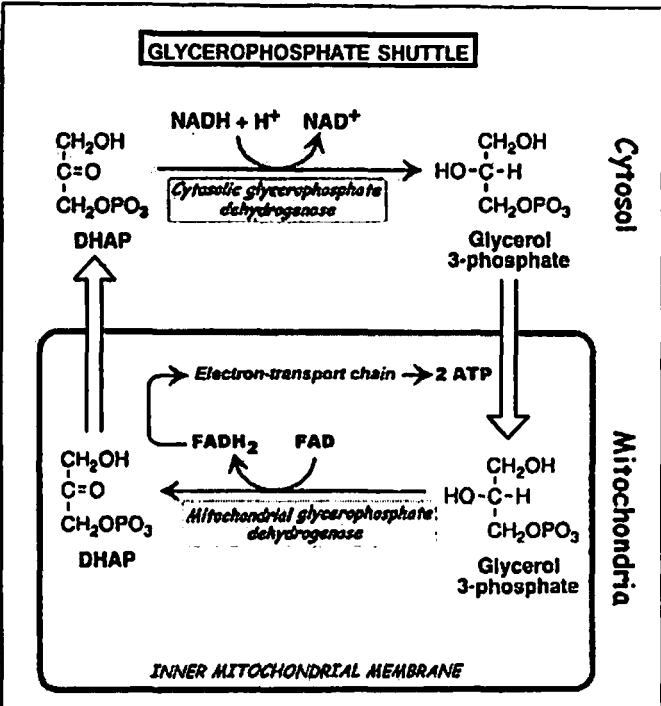 GLYCEROPHOSPHATE SHUTTLE
NADH + H⁺ NAD⁺
CH₂OH
C=O
CH₂OPO₃
DHAP
Cytosolic glycerophosphate
dehydrogenase
CH₂OH
HO-C-H
CH₂OPO₃
Glycerol
3-phosphate
Cytosol
Electron-transport chain 2 ATP
FADH₂ FAD
CH₂OH
C=O
CH₂OPO₃
DHAP
Mitochondrial glycerophosphate
dehydrogenase
CH₂OH
HO-C-H
CH₂OPO₃
Glycerol
3-phosphate
Mitochondria
INNER MITOCHONDRIAL MEMBRANE